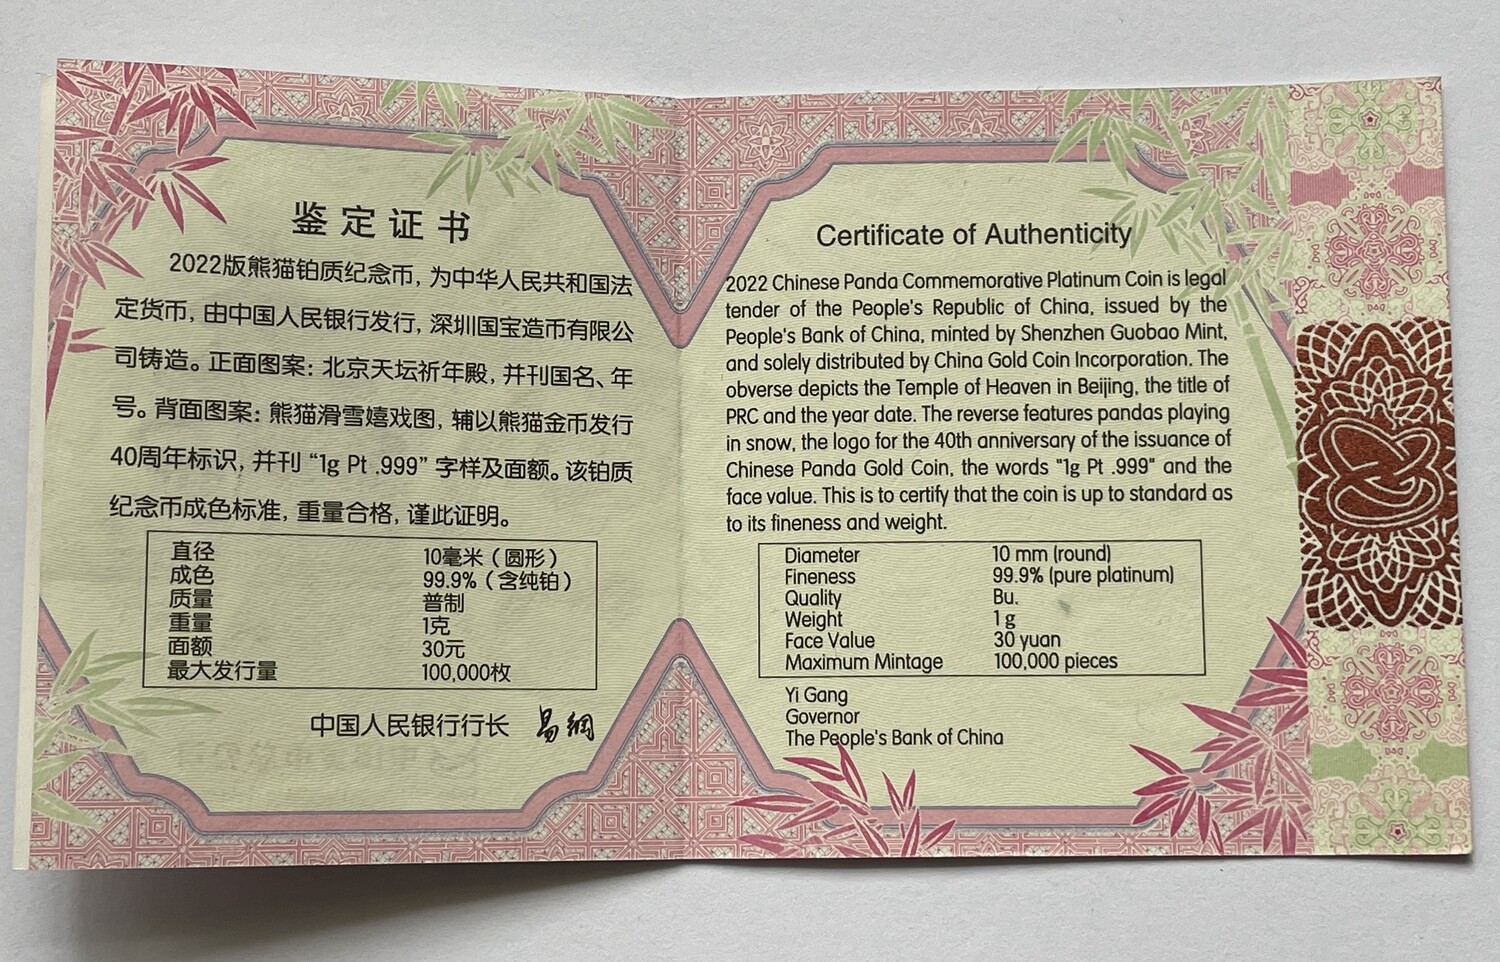 鉴定证书
2022版熊猫铂质纪念币，为中华人民共和国法
定货币，由中国人民银行发行，深圳国宝造币有限公
司铸造。正面图案：北京天坛祈年殿，并刊国名、年
号。背面图案：熊猫滑雪嬉戏图，辅以熊猫金币发行
40周年标识，并刊“1g Pt .999”字样及面额。该铂质
纪念币成色标准，重量合格，谨此证明。
直径 10毫米（圆形）
成色 99.9%（含纯铂）
质量 普制
重量 1克
面额 30元
最大发行量 100,000枚
中国人民银行行长 易纲
Certificate of Authenticity
2022 Chinese Panda Commemorative Platinum Coin is legal
tender of the People's Republic of China, issued by the
People's Bank of China, minted by Shenzhen Guobao Mint,
and solely distributed by China Gold Coin Incorporation. The
obverse depicts the Temple of Heaven in Beijing, the title of
PRC and the year date. The reverse features pandas playing
in snow, the logo for the 40th anniversary of the issuance of
Chinese Panda Gold Coin, the words "1g Pt .999" and the
face value. This is to certify that the coin is up to standard as
to its fineness and weight.
Diameter 10 mm (round)
Fineness 99.9% (pure platinum)
Quality Bu.
Weight 1 g
Face Value 30 yuan
Maximum Mintage 100,000 pieces
Yi Gang
Governor
The People's Bank of China